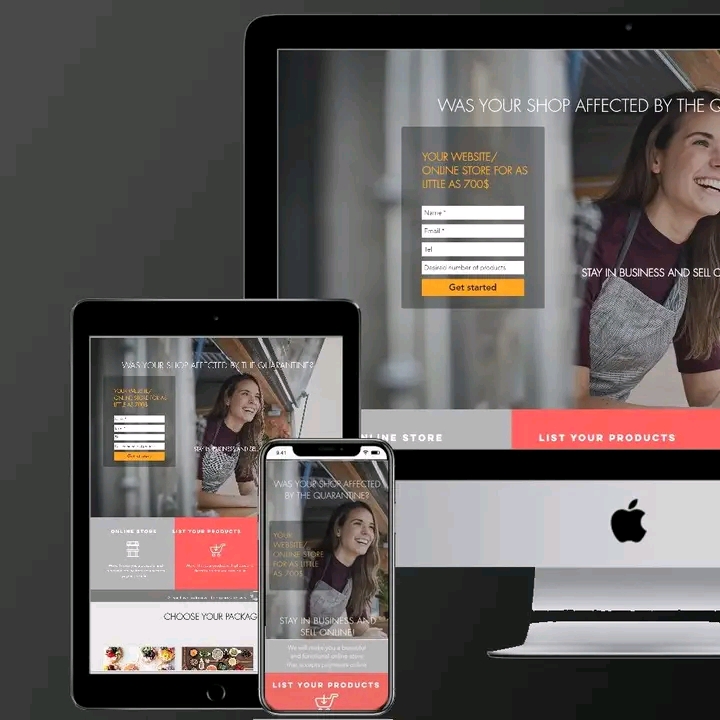 WAS YOUR SHOP AFFECTED BY THE Q
YOUR WEBSITE/
ONLINE STORE FOR AS
LITTLE AS 700$
Name *
Email *
Tel
Desired number of products
Get started
STAY IN BUSINESS AND SELL O
NLINE STORE
LIST YOUR PRODUCTS
WAS YOUR SHOP AFFECTED BY THE QUARANTINE?
YOUR WEBSITE/
ONLINE STORE FOR AS
LITTLE AS 700$
Get started
STAY IN BUSINESS AND SELL
ONLINE STORE
LIST YOUR PRODUCTS
CHOOSE YOUR PACKAG
9:41
WAS YOUR SHOP AFFECTED
BY THE QUARANTINE?
YOUR
WEBSITE/
ONLINE STORE
FOR AS LITTLE
AS 700$
STAY IN BUSINESS AND
SELL ONLINE!
We will make you a beautiful
and functional online store
that accepts payments online
LIST YOUR PRODUCTS